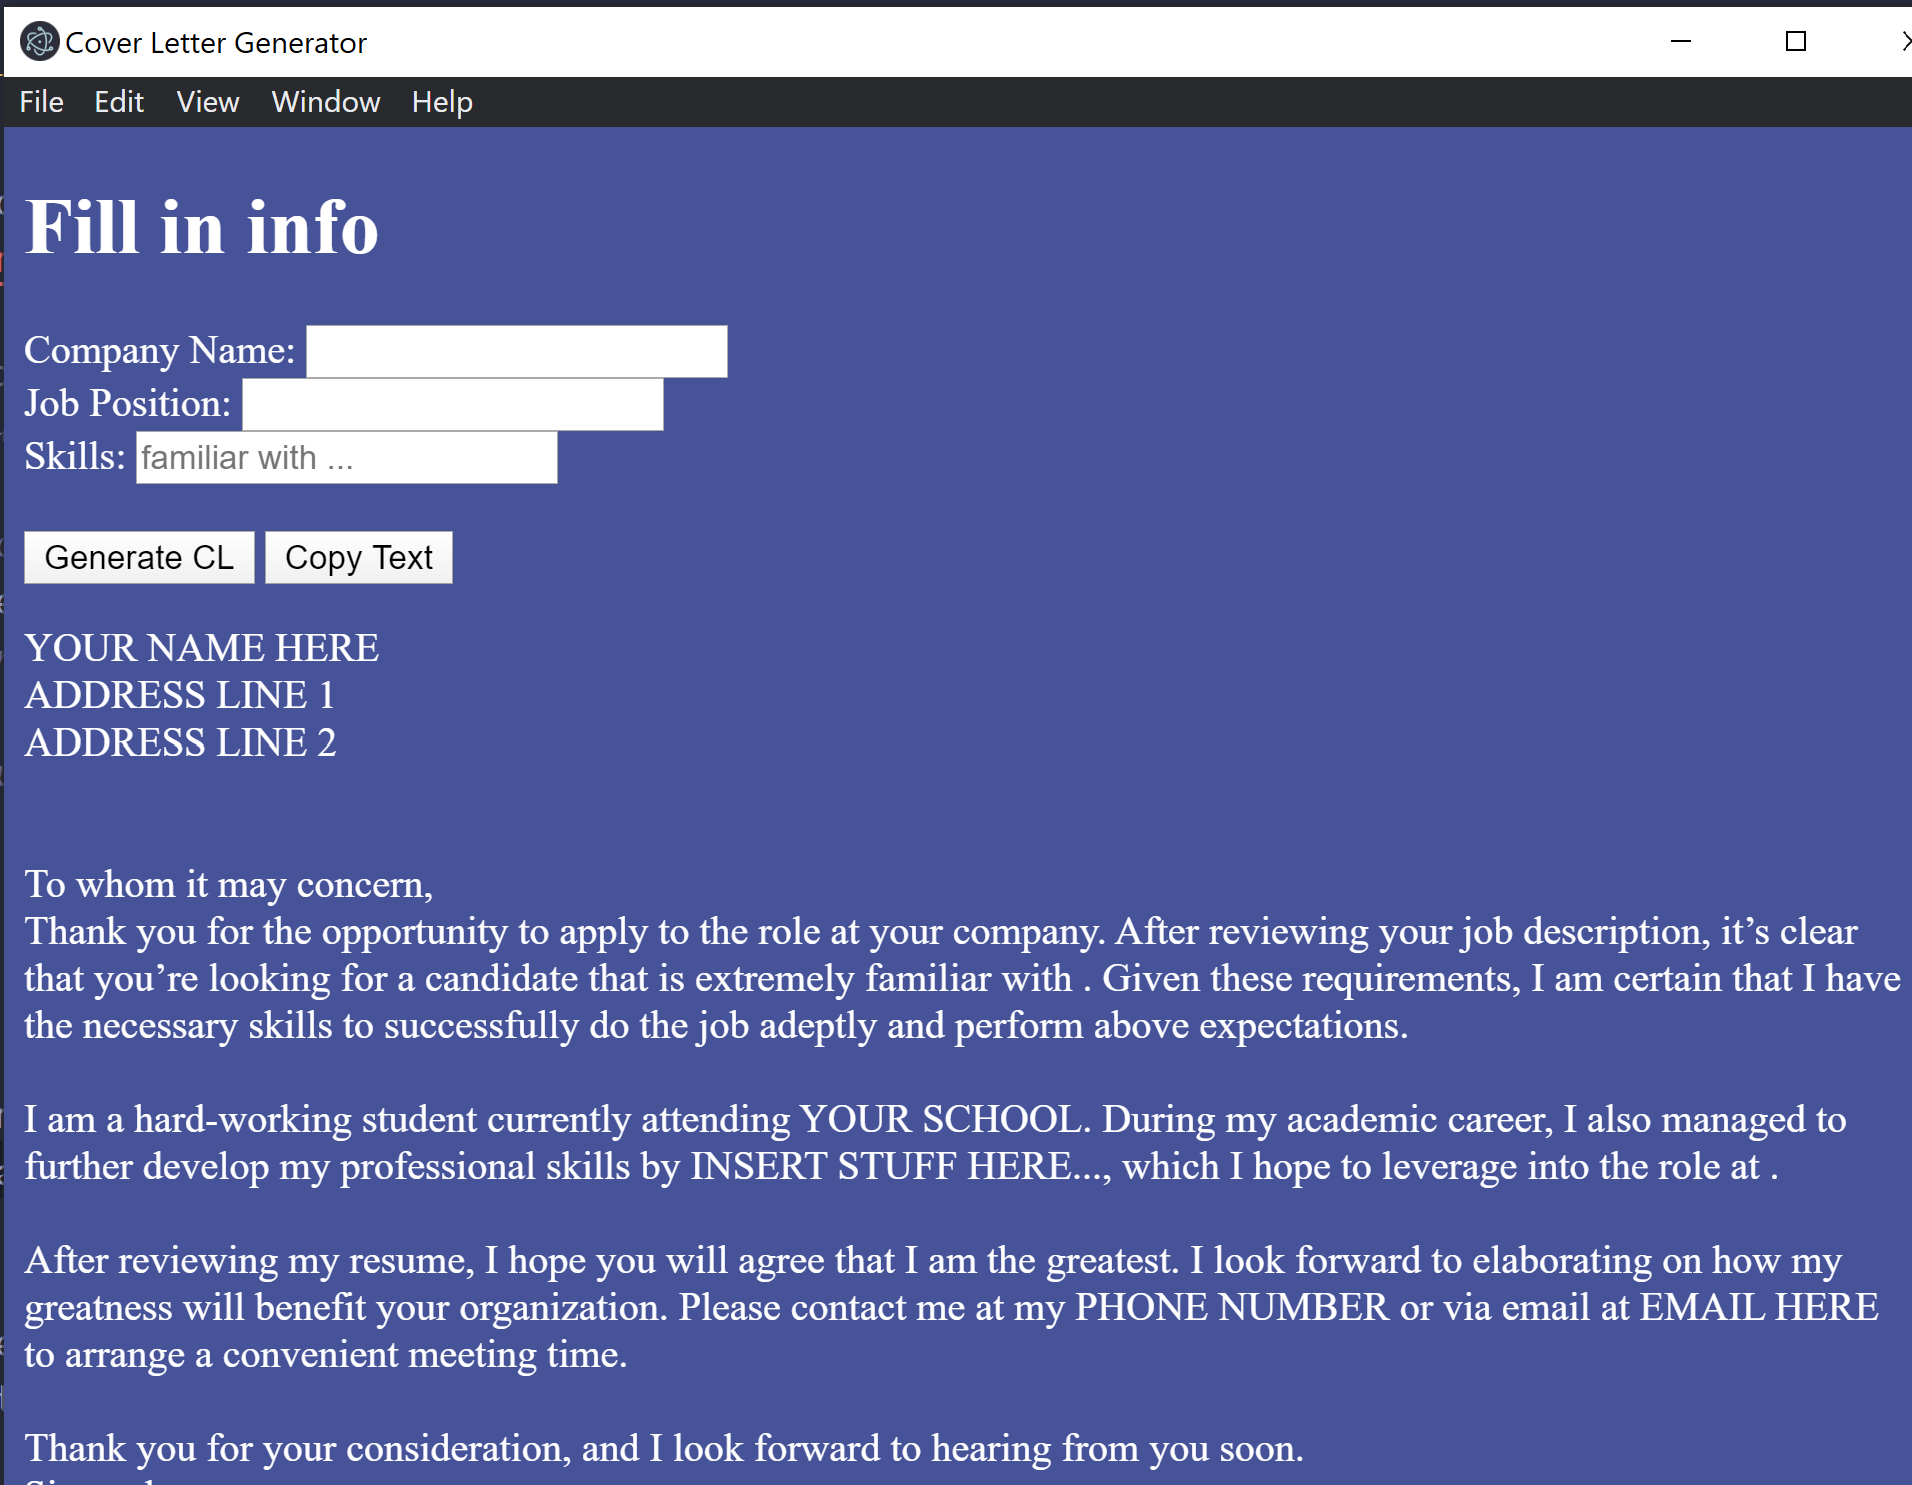 Cover Letter Generator
File Edit View Window Help
Fill in info
Company Name:
Job Position:
Skills: familiar with ...
Generate CL Copy Text
YOUR NAME HERE
ADDRESS LINE 1
ADDRESS LINE 2
To whom it may concern,
Thank you for the opportunity to apply to the role at your company. After reviewing your job description, it’s clear
that you’re looking for a candidate that is extremely familiar with . Given these requirements, I am certain that I have
the necessary skills to successfully do the job adeptly and perform above expectations.
I am a hard-working student currently attending YOUR SCHOOL. During my academic career, I also managed to
further develop my professional skills by INSERT STUFF HERE..., which I hope to leverage into the role at .
After reviewing my resume, I hope you will agree that I am the greatest. I look forward to elaborating on how my
greatness will benefit your organization. Please contact me at my PHONE NUMBER or via email at EMAIL HERE
to arrange a convenient meeting time.
Thank you for your consideration, and I look forward to hearing from you soon.